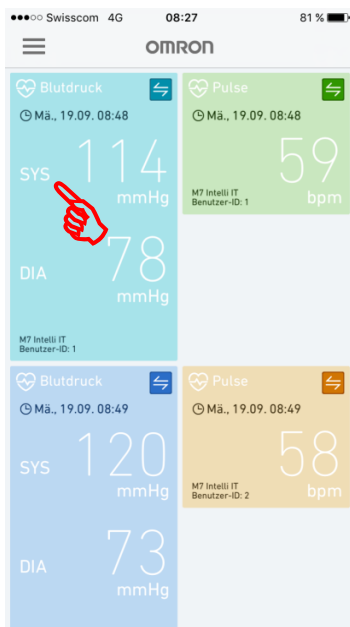 Swisscom 4G 08:27 81 %
OMRON
Blutdruck
Mä., 19.09. 08:48
SYS 114
mmHg
DIA 78
mmHg
M7 Intelli IT
Benutzer-ID: 1
Pulse
Mä., 19.09. 08:48
59
bpm
M7 Intelli IT
Benutzer-ID: 1
Blutdruck
Mä., 19.09. 08:49
SYS 120
mmHg
DIA 73
mmHg
Pulse
Mä., 19.09. 08:49
58
bpm
M7 Intelli IT
Benutzer-ID: 2